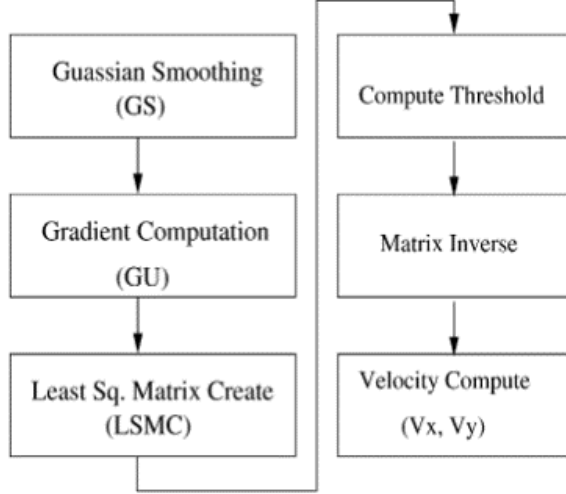 Guassian Smoothing
(GS)
Gradient Computation
(GU)
Least Sq. Matrix Create
(LSMC)
Compute Threshold
Matrix Inverse
Velocity Compute
(Vx, Vy)